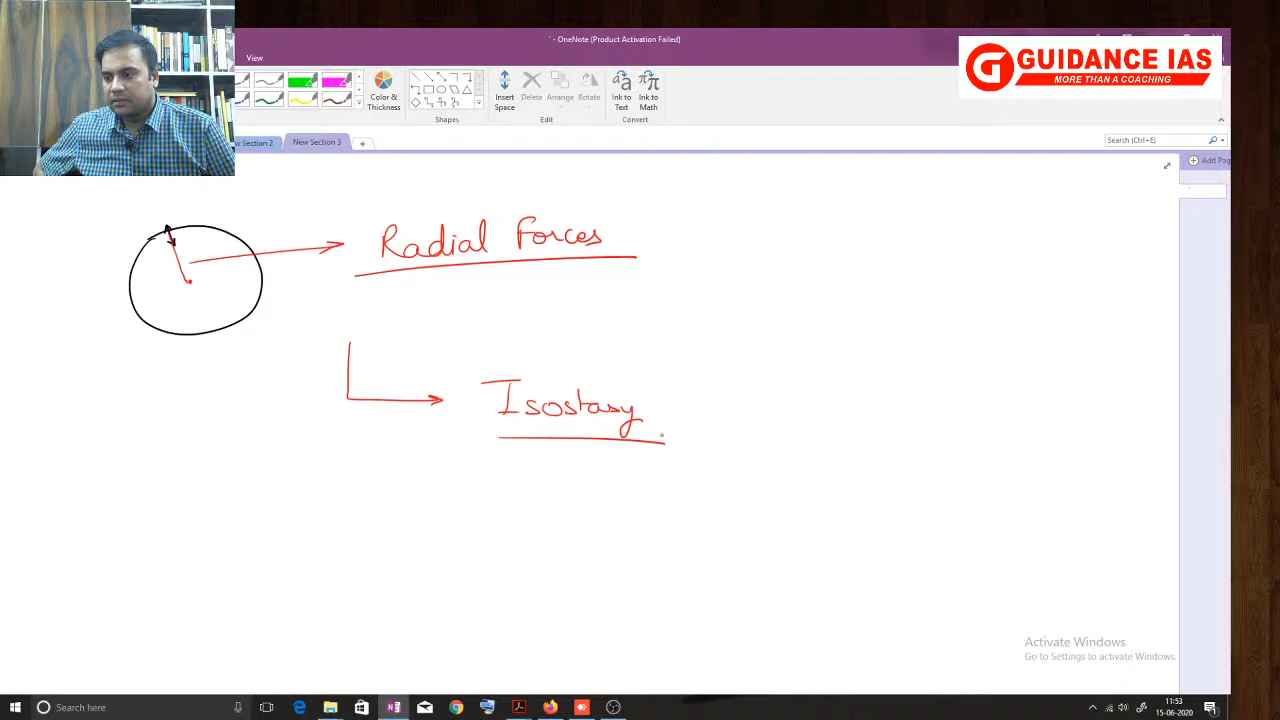 - OneNote (Product Activation Failed)
View
GUIDANCE IAS
MORE THAN A COACHING
Color & Thickness
Insert Space
Delete
Arrange
Rotate
Ink to Text
Ink to Math
Shapes
Edit
Convert
w Section 2
New Section 3
Search (Ctrl+E)
Add Pag
Radial Forces
Isostasy
Activate Windows
Go to Settings to activate Windows.
Search here
11:53
15-06-2020